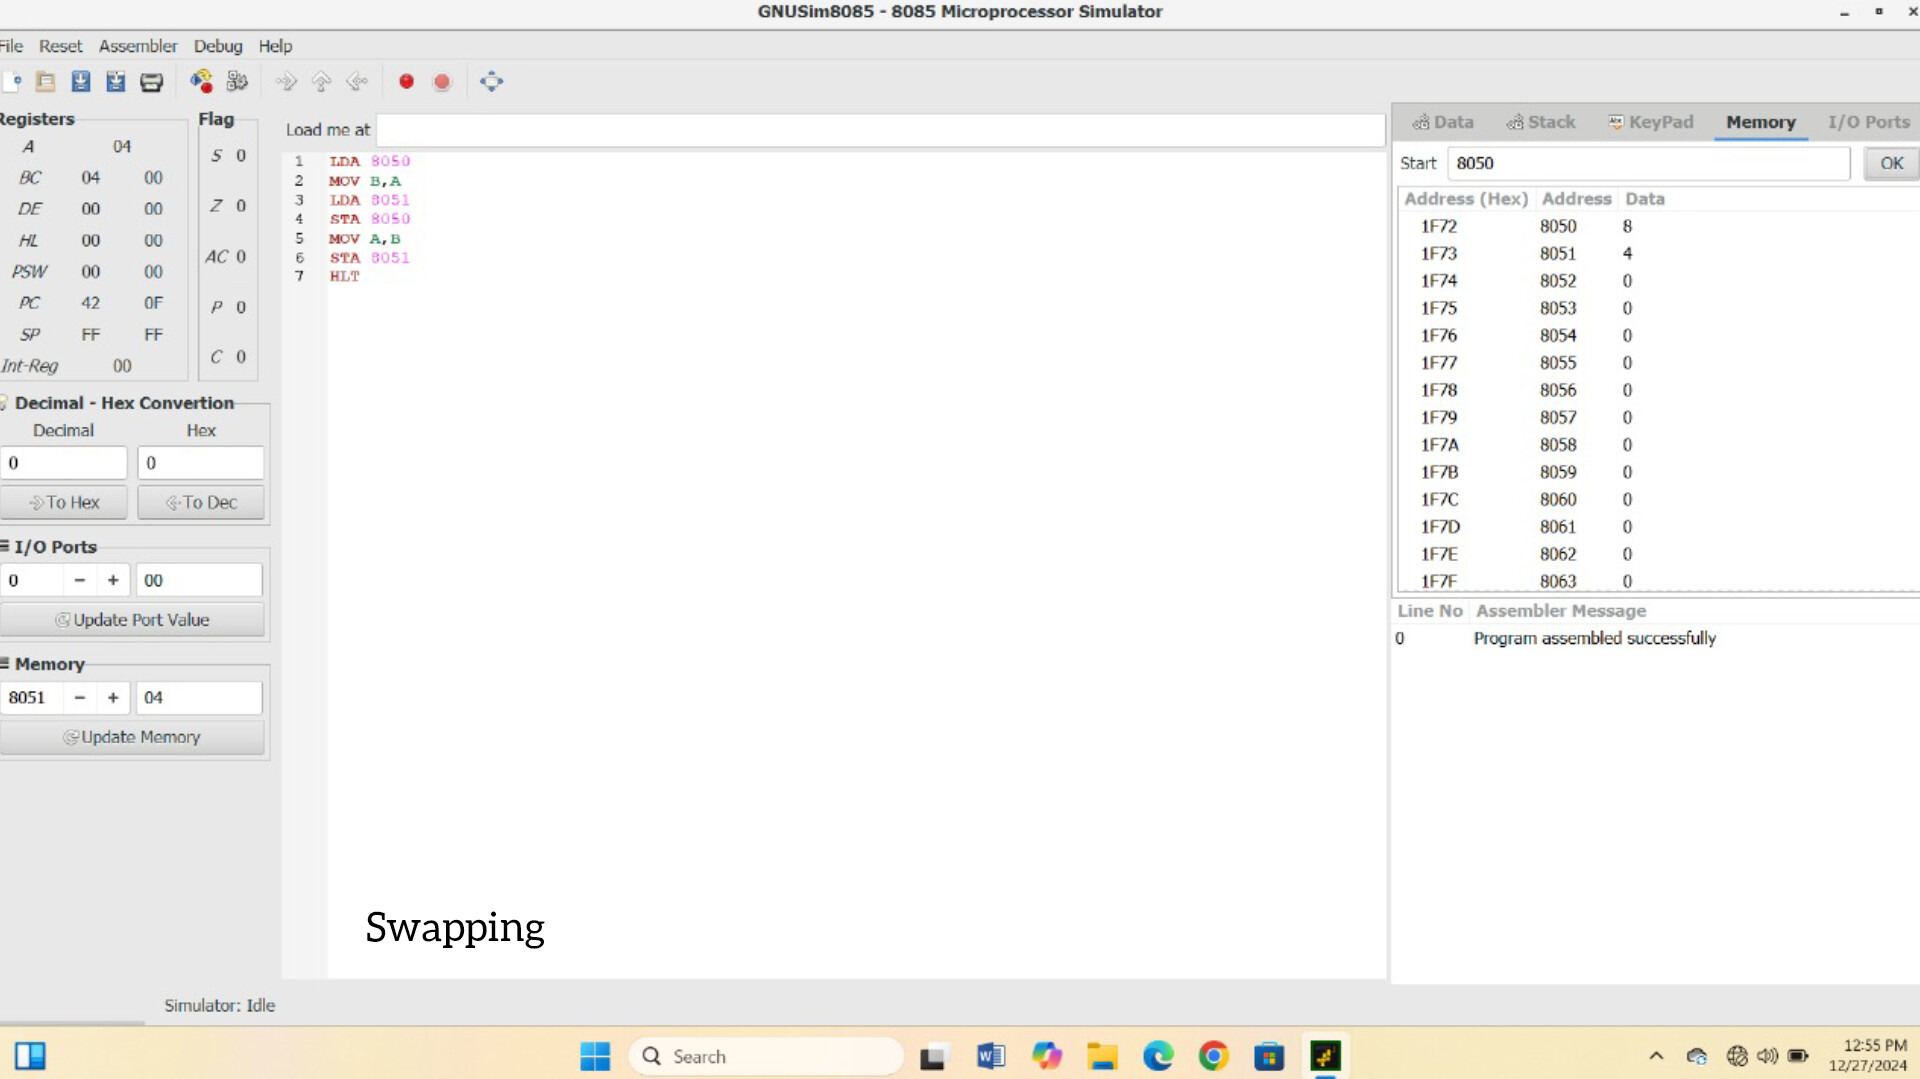 GNUSim8085 - 8085 Microprocessor Simulator
File Reset Assembler Debug Help
Registers
A 04
BC 04 00
DE 00 00
HL 00 00
PSW 00 00
PC 42 0F
SP FF FF
Int-Reg 00
Flag
S 0
Z 0
AC 0
P 0
C 0
Decimal - Hex Convertion
Decimal Hex
0 0
To Hex To Dec
I/O Ports
0 - + 00
Update Port Value
Memory
8051 - + 04
Update Memory
Load me at
1 LDA 8050
2 MOV B,A
3 LDA 8051
4 STA 8050
5 MOV A,B
6 STA 8051
7 HLT
Swapping
Data Stack KeyPad Memory I/O Ports
Start 8050 OK
Address (Hex) Address Data
1F72 8050 8
1F73 8051 4
1F74 8052 0
1F75 8053 0
1F76 8054 0
1F77 8055 0
1F78 8056 0
1F79 8057 0
1F7A 8058 0
1F7B 8059 0
1F7C 8060 0
1F7D 8061 0
1F7E 8062 0
1F7F 8063 0
Line No Assembler Message
0 Program assembled successfully
Simulator: Idle
Search
12:55 PM
12/27/2024